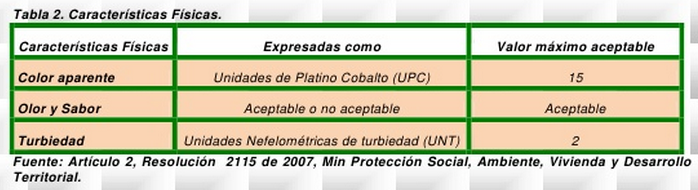 Tabla 2. Características Físicas.
Características Físicas Expresadas como Valor máximo aceptable
Color aparente Unidades de Platino Cobalto (UPC) 15
Olor y Sabor Aceptable o no aceptable Aceptable
Turbiedad Unidades Nefelométricas de turbiedad (UNT) 2
Fuente: Artículo 2, Resolución 2115 de 2007, Min Protección Social, Ambiente, Vivienda y Desarrollo
Territorial.